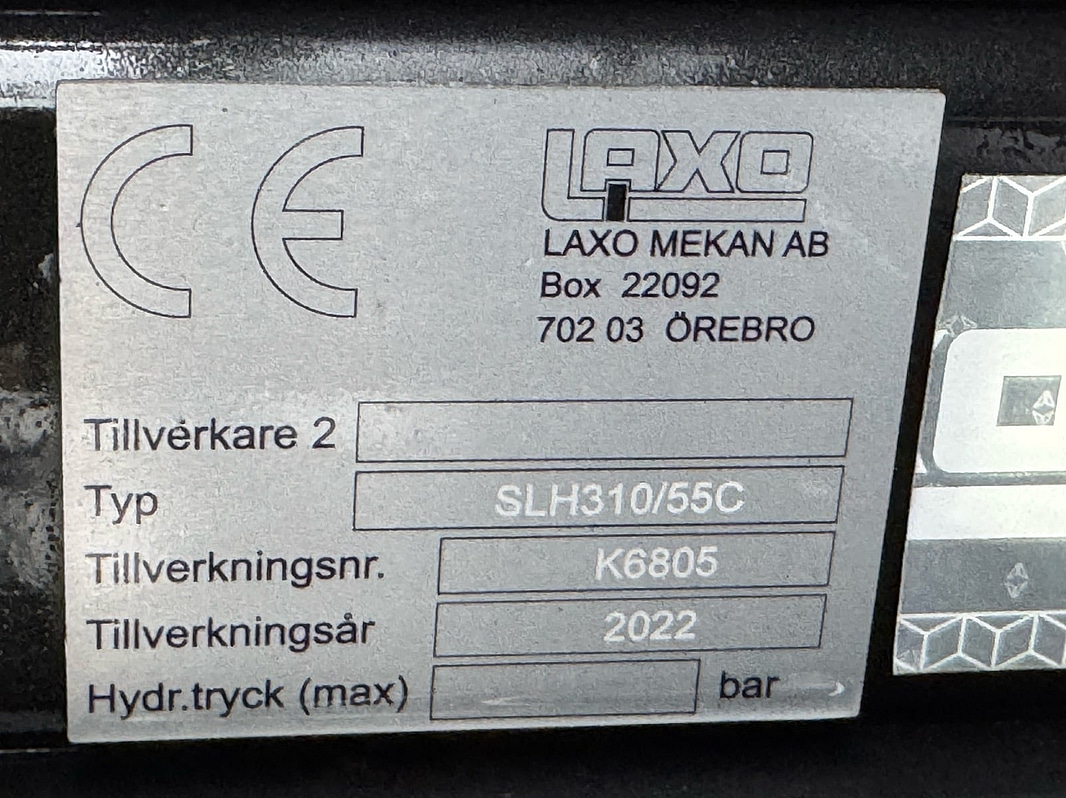 CE
LAXO
LAXO MEKAN AB
Box 22092
702 03 ÖREBRO
Tillverkare 2
Typ SLH310/55C
Tillverkningsnr. K6805
Tillverkningsår 2022
Hydr.tryck (max) bar